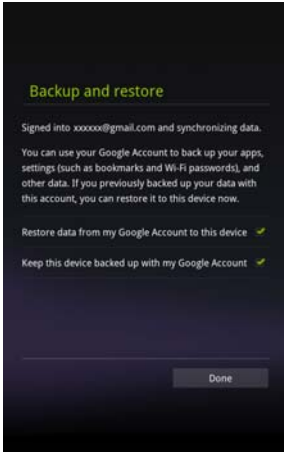 Backup and restore
Signed into xxxxxx@gmail.com and synchronizing data.
You can use your Google Account to back up your apps,
settings (such as bookmarks and Wi-Fi passwords), and
other data. If you previously backed up your data with
this account, you can restore it to this device now.
Restore data from my Google Account to this device
Keep this device backed up with my Google Account
Done